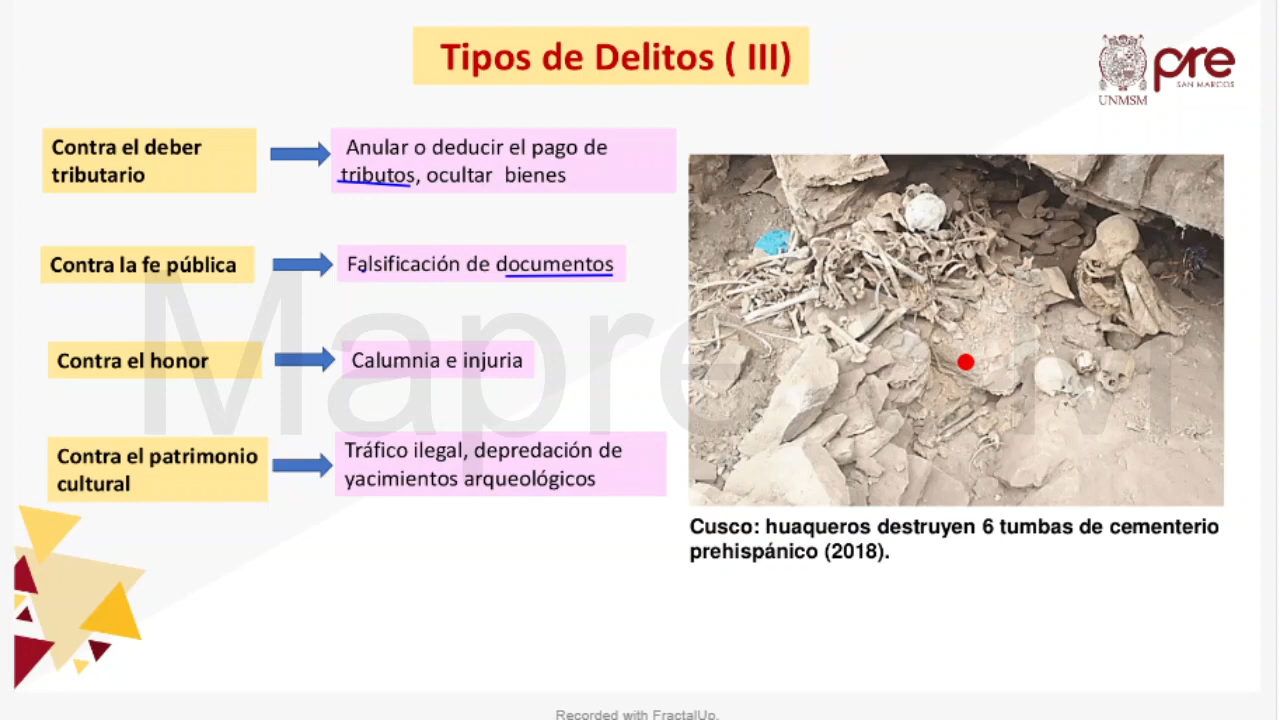 Tipos de Delitos ( III)
UNMSM
pre
SAN MARCOS
Contra el deber
tributario
Anular o deducir el pago de
tributos, ocultar bienes
Contra la fe pública
Falsificación de documentos
Contra el honor
Calumnia e injuria
Contra el patrimonio
cultural
Tráfico ilegal, depredación de
yacimientos arqueológicos
Cusco: huaqueros destruyen 6 tumbas de cementerio
prehispánico (2018).
Recorded with FractalUp.